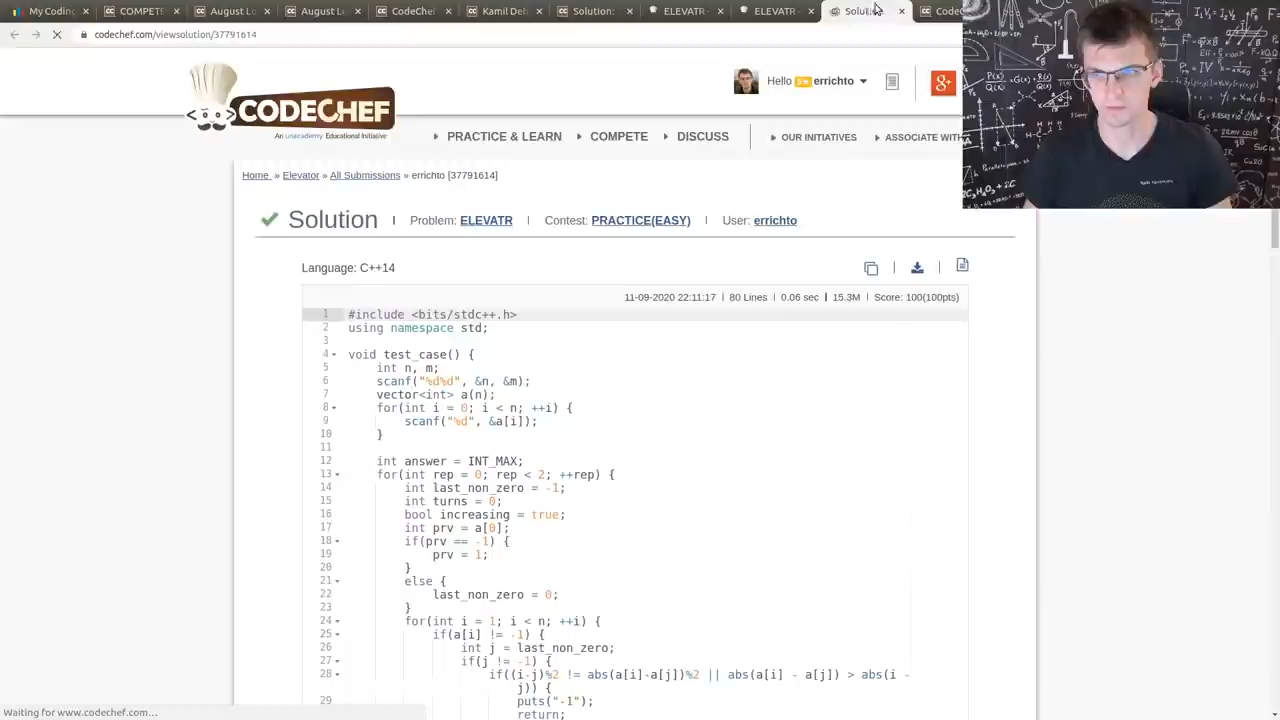 My Coding
COMPETE
August Lo
August Lo
CodeChef
Kamil Deb
Solution:
ELEVATR -
ELEVATR -
Solu
Cod
codechef.com/viewsolution/37791614
CODECHEF
An unacademy Educational Initiative
Hello 5★ errichto
g+
PRACTICE & LEARN
COMPETE
DISCUSS
OUR INITIATIVES
ASSOCIATE WITH
Home » Elevator » All Submissions » errichto [37791614]
Solution | Problem: ELEVATR | Contest: PRACTICE(EASY) | User: errichto
Language: C++14
11-09-2020 22:11:17 | 80 Lines | 0.06 sec | 15.3M | Score: 100(100pts)
1 #include <bits/stdc++.h>
2 using namespace std;
3
4 void test_case() {
5 int n, m;
6 scanf("%d%d", &n, &m);
7 vector<int> a(n);
8 for(int i = 0; i < n; ++i) {
9 scanf("%d", &a[i]);
10 }
11
12 int answer = INT_MAX;
13 for(int rep = 0; rep < 2; ++rep) {
14 int last_non_zero = -1;
15 int turns = 0;
16 bool increasing = true;
17 int prv = a[0];
18 if(prv == -1) {
19 prv = 1;
20 }
21 else {
22 last_non_zero = 0;
23 }
24 for(int i = 1; i < n; ++i) {
25 if(a[i] != -1) {
26 int j = last_non_zero;
27 if(j != -1) {
28 if((i-j)%2 != abs(a[i]-a[j])%2 || abs(a[i] - a[j]) > abs(i -
j)) {
29 puts("-1");
return;
Waiting for www.codechef.com...